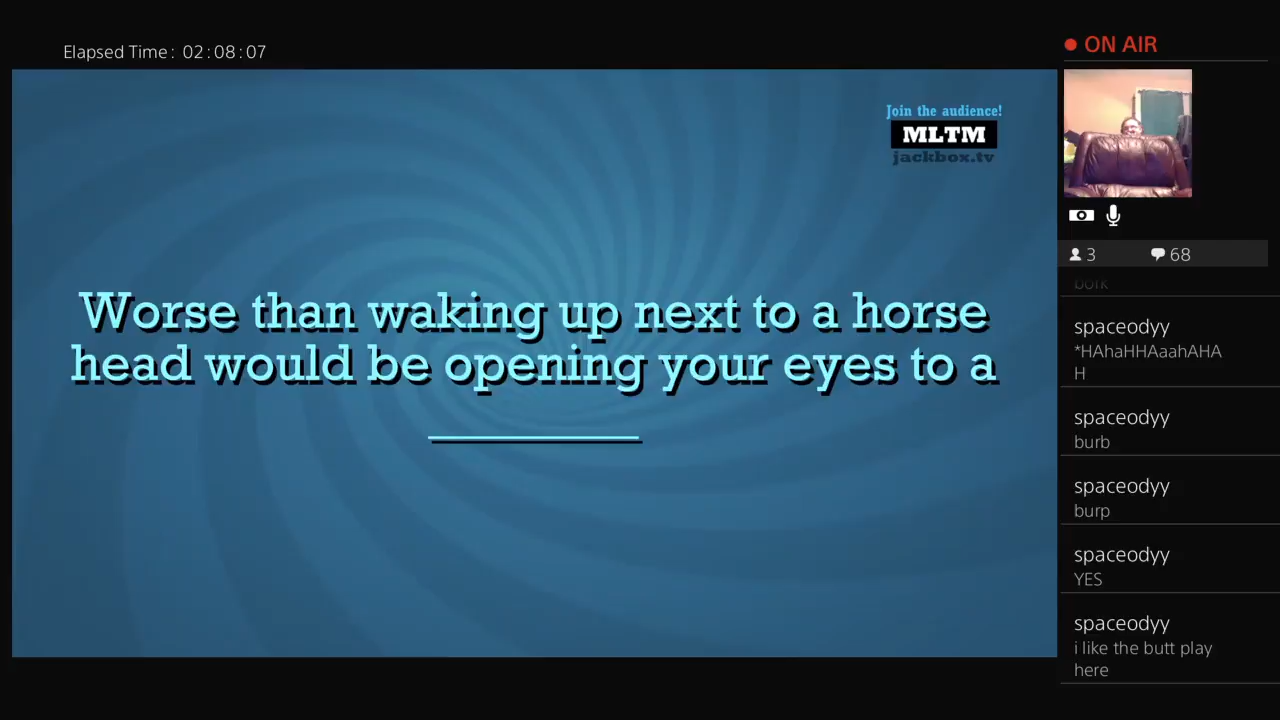 Elapsed Time: 02:08:07
ON AIR
Join the audience!
MLTM
jackbox.tv
Worse than waking up next to a horse
head would be opening your eyes to a
3 68
bork
spaceodyy
*HAhaHHAaahAHA
H
spaceodyy
burb
spaceodyy
burp
spaceodyy
YES
spaceodyy
i like the butt play
here